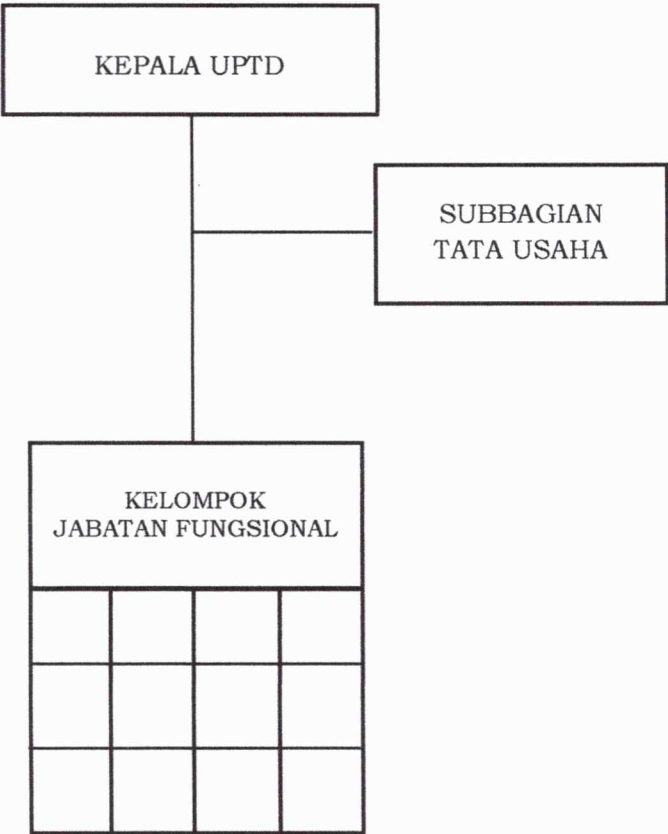 KEPALA UPTD
SUBBAGIAN
TATA USAHA
KELOMPOK
JABATAN FUNGSIONAL